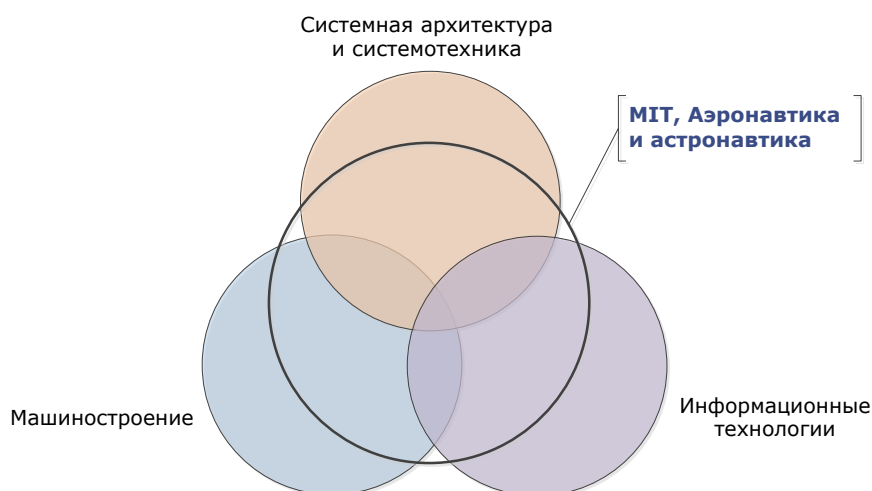 Системная архитектура
и системотехника
MIT, Аэронавтика
и астронавтика
Машиностроение
Информационные
технологии